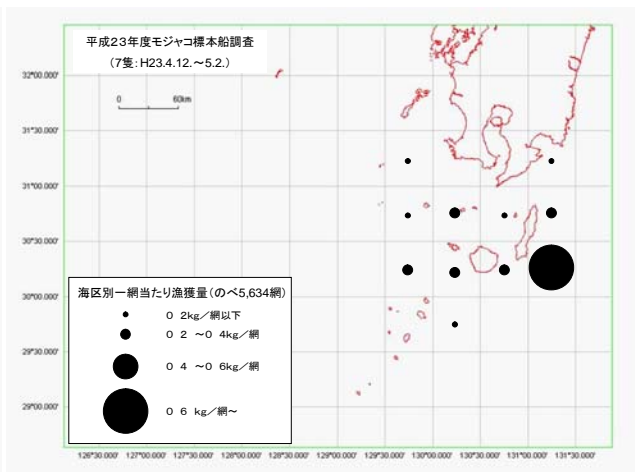 平成23年度モジャコ標本船調査
(7隻:H23.4.12.~5.2.)
0 60km
32°00.000'
31°30.000'
31°00.000'
30°30.000'
30°00.000'
29°30.000'
29°00.000'
海区別一網当たり漁獲量(のべ5,634網)
0 2kg/網以下
0 2 ~0 4kg/網
0 4 ~0 6kg/網
0 6 kg/網~
126°30.000' 127°00.000' 127°30.000' 128°00.000' 128°30.000' 129°00.000' 129°30.000' 130°00.000' 130°30.000' 131°00.000' 131°30.000'